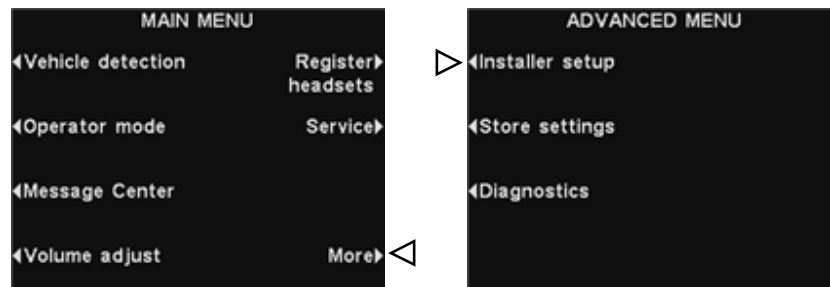 MAIN MENU
Vehicle detection
Register
headsets
Operator mode
Service
Message Center
Volume adjust
More
ADVANCED MENU
Installer setup
Store settings
Diagnostics